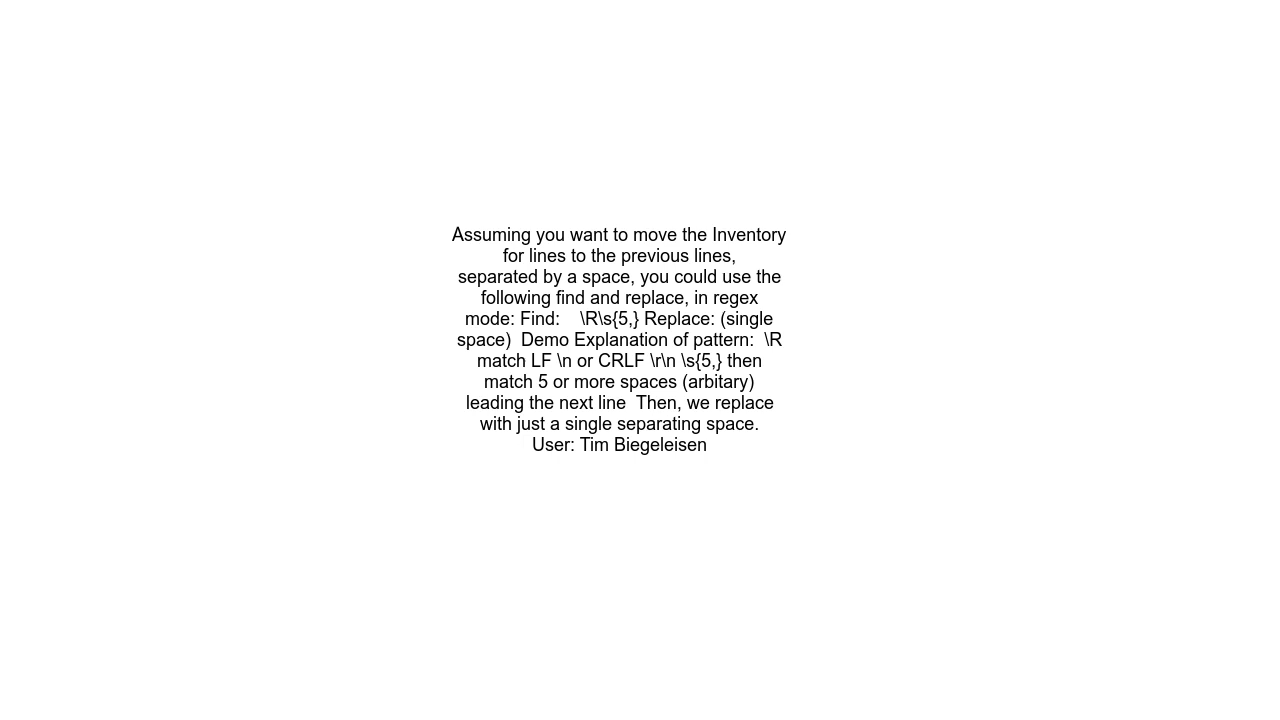 Assuming you want to move the Inventory
for lines to the previous lines,
separated by a space, you could use the
following find and replace, in regex
mode: Find:    \R\s{5,} Replace: (single
space)  Demo Explanation of pattern:  \R
match LF \n or CRLF \r\n \s{5,} then
match 5 or more spaces (arbitary)
leading the next line  Then, we replace
with just a single separating space.
User: Tim Biegeleisen